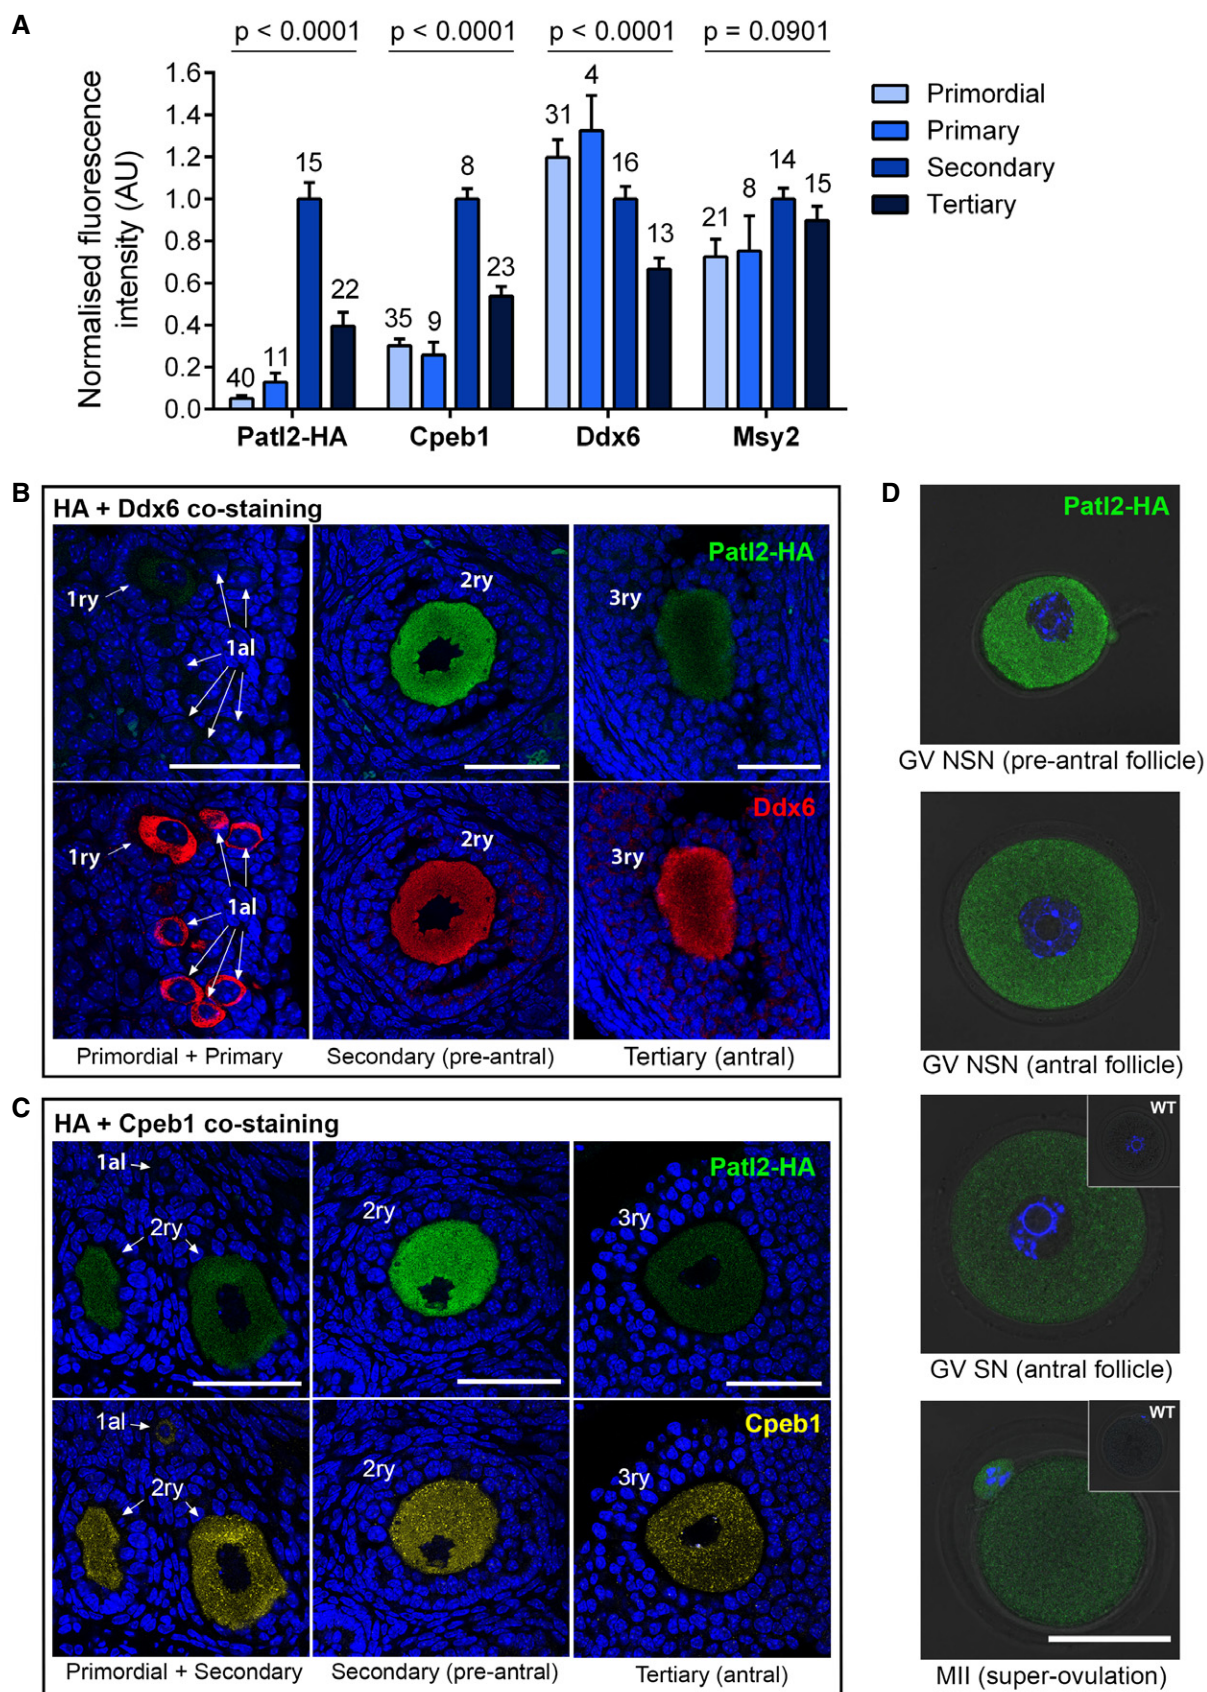 A
p < 0.0001 p < 0.0001 p < 0.0001 p = 0.0901
Normalised fluorescence
intensity (AU)
1.6
1.4
1.2
1.0
0.8
0.6
0.4
0.2
0.0
40 11 15 22
35 9 8 23
31 4 16 13
21 8 14 15
Patl2-HA Cpeb1 Ddx6 Msy2
Primordial
Primary
Secondary
Tertiary
B
HA + Ddx6 co-staining
Patl2-HA
1ry
1al
2ry
3ry
Ddx6
1ry
1al
2ry
3ry
Primordial + Primary Secondary (pre-antral) Tertiary (antral)
C
HA + Cpeb1 co-staining
Patl2-HA
1al
2ry
2ry
3ry
Cpeb1
1al
2ry
2ry
3ry
Primordial + Secondary Secondary (pre-antral) Tertiary (antral)
D
Patl2-HA
GV NSN (pre-antral follicle)
GV NSN (antral follicle)
WT
GV SN (antral follicle)
WT
MII (super-ovulation)